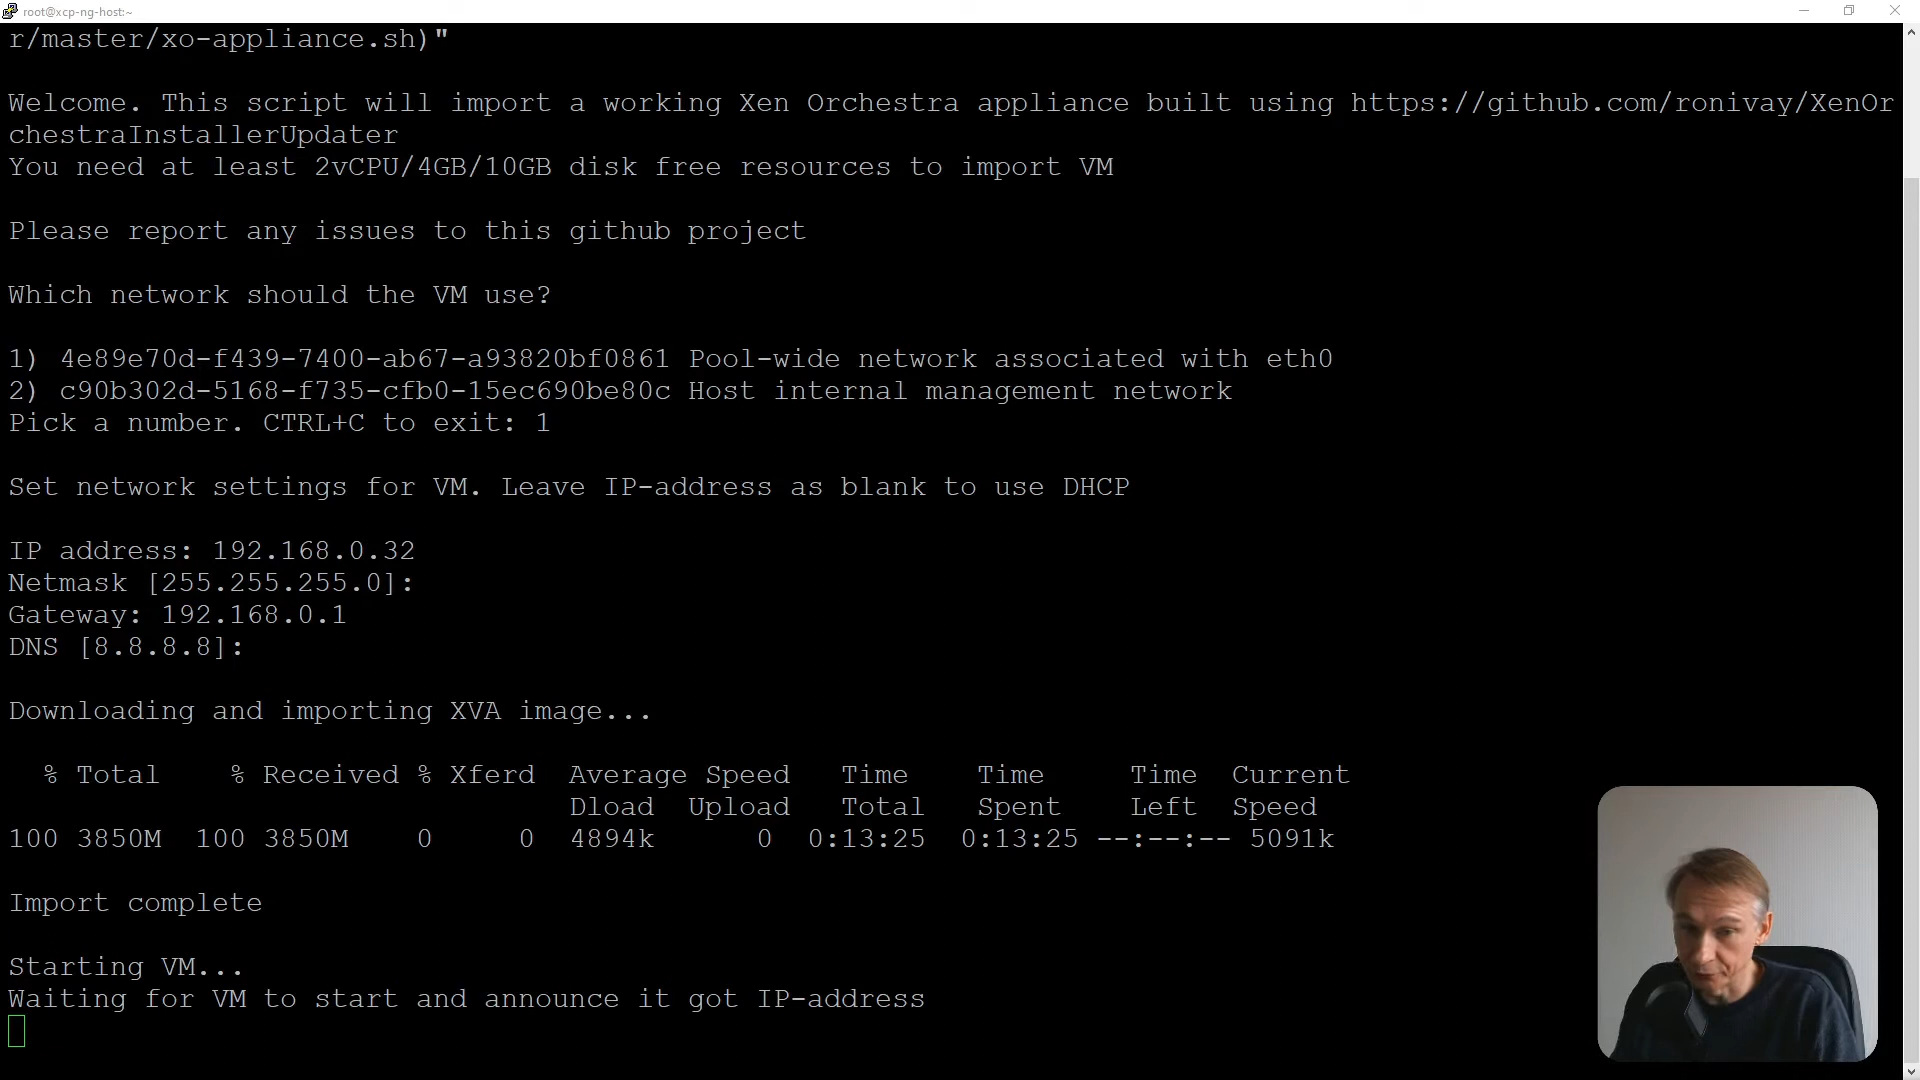 root@xcp-ng-host:~
r/master/xo-appliance.sh)"
Welcome. This script will import a working Xen Orchestra appliance built using https://github.com/ronivay/XenOr
chestraInstallerUpdater
You need at least 2vCPU/4GB/10GB disk free resources to import VM
Please report any issues to this github project
Which network should the VM use?
1) 4e89e70d-f439-7400-ab67-a93820bf0861 Pool-wide network associated with eth0
2) c90b302d-5168-f735-cfb0-15ec690be80c Host internal management network
Pick a number. CTRL+C to exit: 1
Set network settings for VM. Leave IP-address as blank to use DHCP
IP address: 192.168.0.32
Netmask [255.255.255.0]:
Gateway: 192.168.0.1
DNS [8.8.8.8]:
Downloading and importing XVA image...
% Total % Received % Xferd Average Speed Time Time Time Current
Dload Upload Total Spent Left Speed
100 3850M 100 3850M 0 0 4894k 0 0:13:25 0:13:25 --:--:-- 5091k
Import complete
Starting VM...
Waiting for VM to start and announce it got IP-address